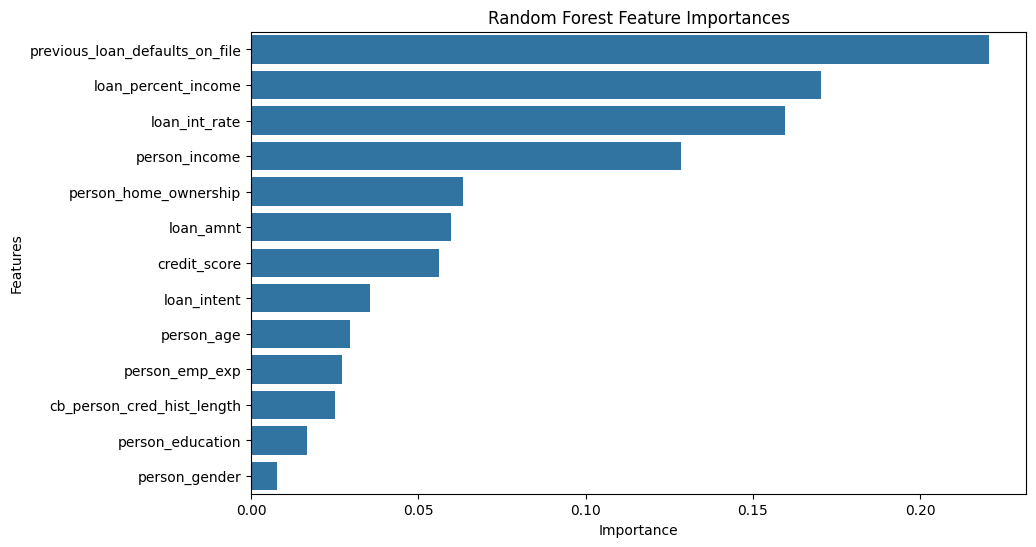 Random Forest Feature Importances
Features
previous_loan_defaults_on_file
loan_percent_income
loan_int_rate
person_income
person_home_ownership
loan_amnt
credit_score
loan_intent
person_age
person_emp_exp
cb_person_cred_hist_length
person_education
person_gender
0.00 0.05 0.10 0.15 0.20
Importance